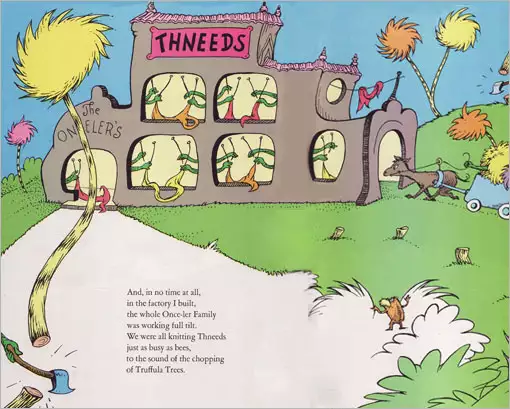 THNEEDS
The
ONCE-LER'S
And, in no time at all,
in the factory I built,
the whole Once-ler Family
was working full tilt.
We were all knitting Thneeds
just as busy as bees,
to the sound of the chopping
of Truffula Trees.